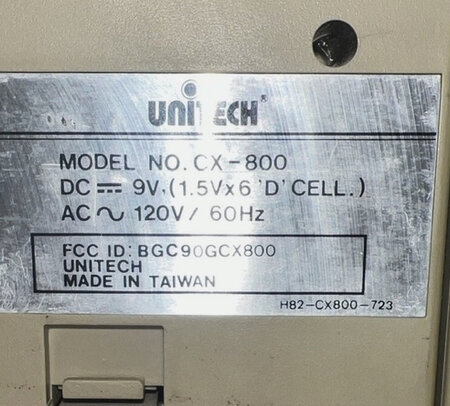 UNITECH®
MODEL NO. CX-800
DC ⎓ 9V, (1.5V x 6 'D' CELL.)
AC ∿ 120V / 60Hz
FCC ID: BGC90GCX800
UNITECH
MADE IN TAIWAN
H82-CX800-723